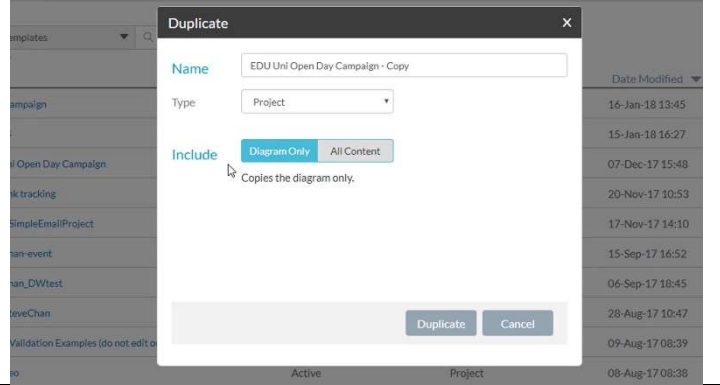 Duplicate X
emplates
Name EDU Uni Open Day Campaign - Copy
Date Modified
Type Project
ampaign 16-Jan-18 13:45
15-Jan-18 16:27
Include Diagram Only All Content
Open Day Campaign 07-Dec-17 15:48
Copies the diagram only.
nk tracking 20-Nov-17 10:53
SimpleEmailProject 17-Nov-17 14:10
han-event 15-Sep-17 16:52
han_DWtest 06-Sep-17 18:45
teveChan 28-Aug-17 10:47
Duplicate Cancel
Validation Examples (do not edit o 09-Aug-17 08:39
Active Project 08-Aug-17 08:38